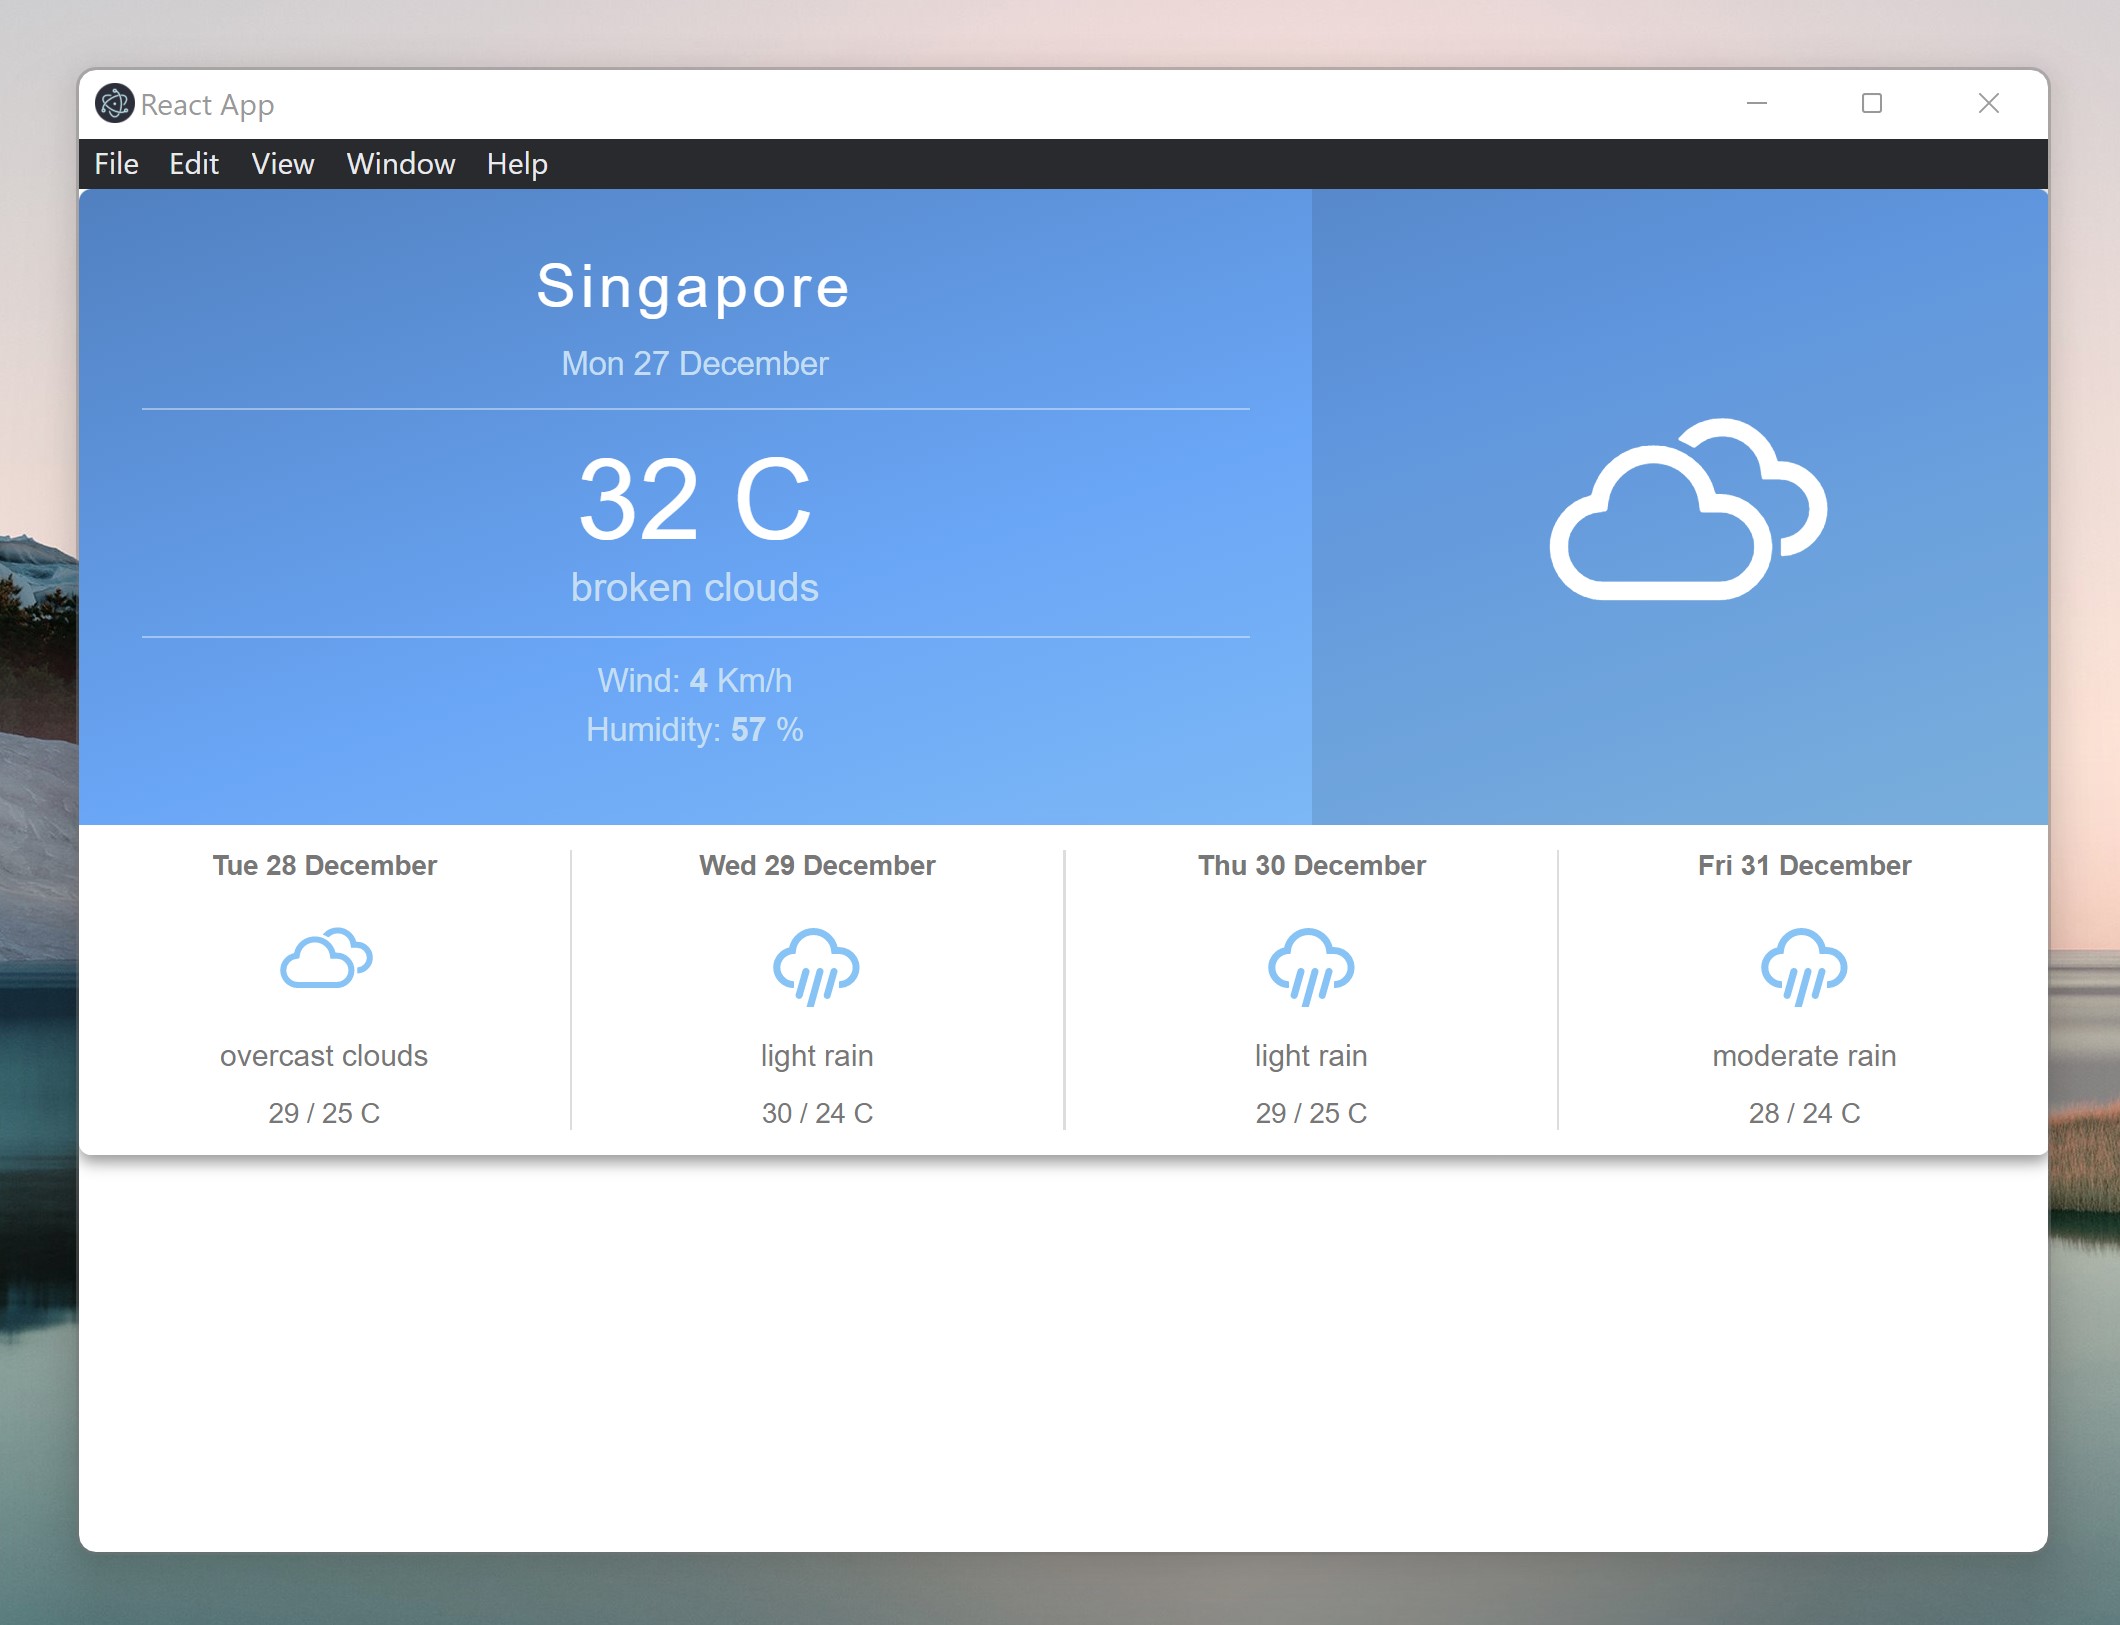 React App
File Edit View Window Help
Singapore
Mon 27 December
32 C
broken clouds
Wind: 4 Km/h
Humidity: 57 %
Tue 28 December
overcast clouds
29 / 25 C
Wed 29 December
light rain
30 / 24 C
Thu 30 December
light rain
29 / 25 C
Fri 31 December
moderate rain
28 / 24 C